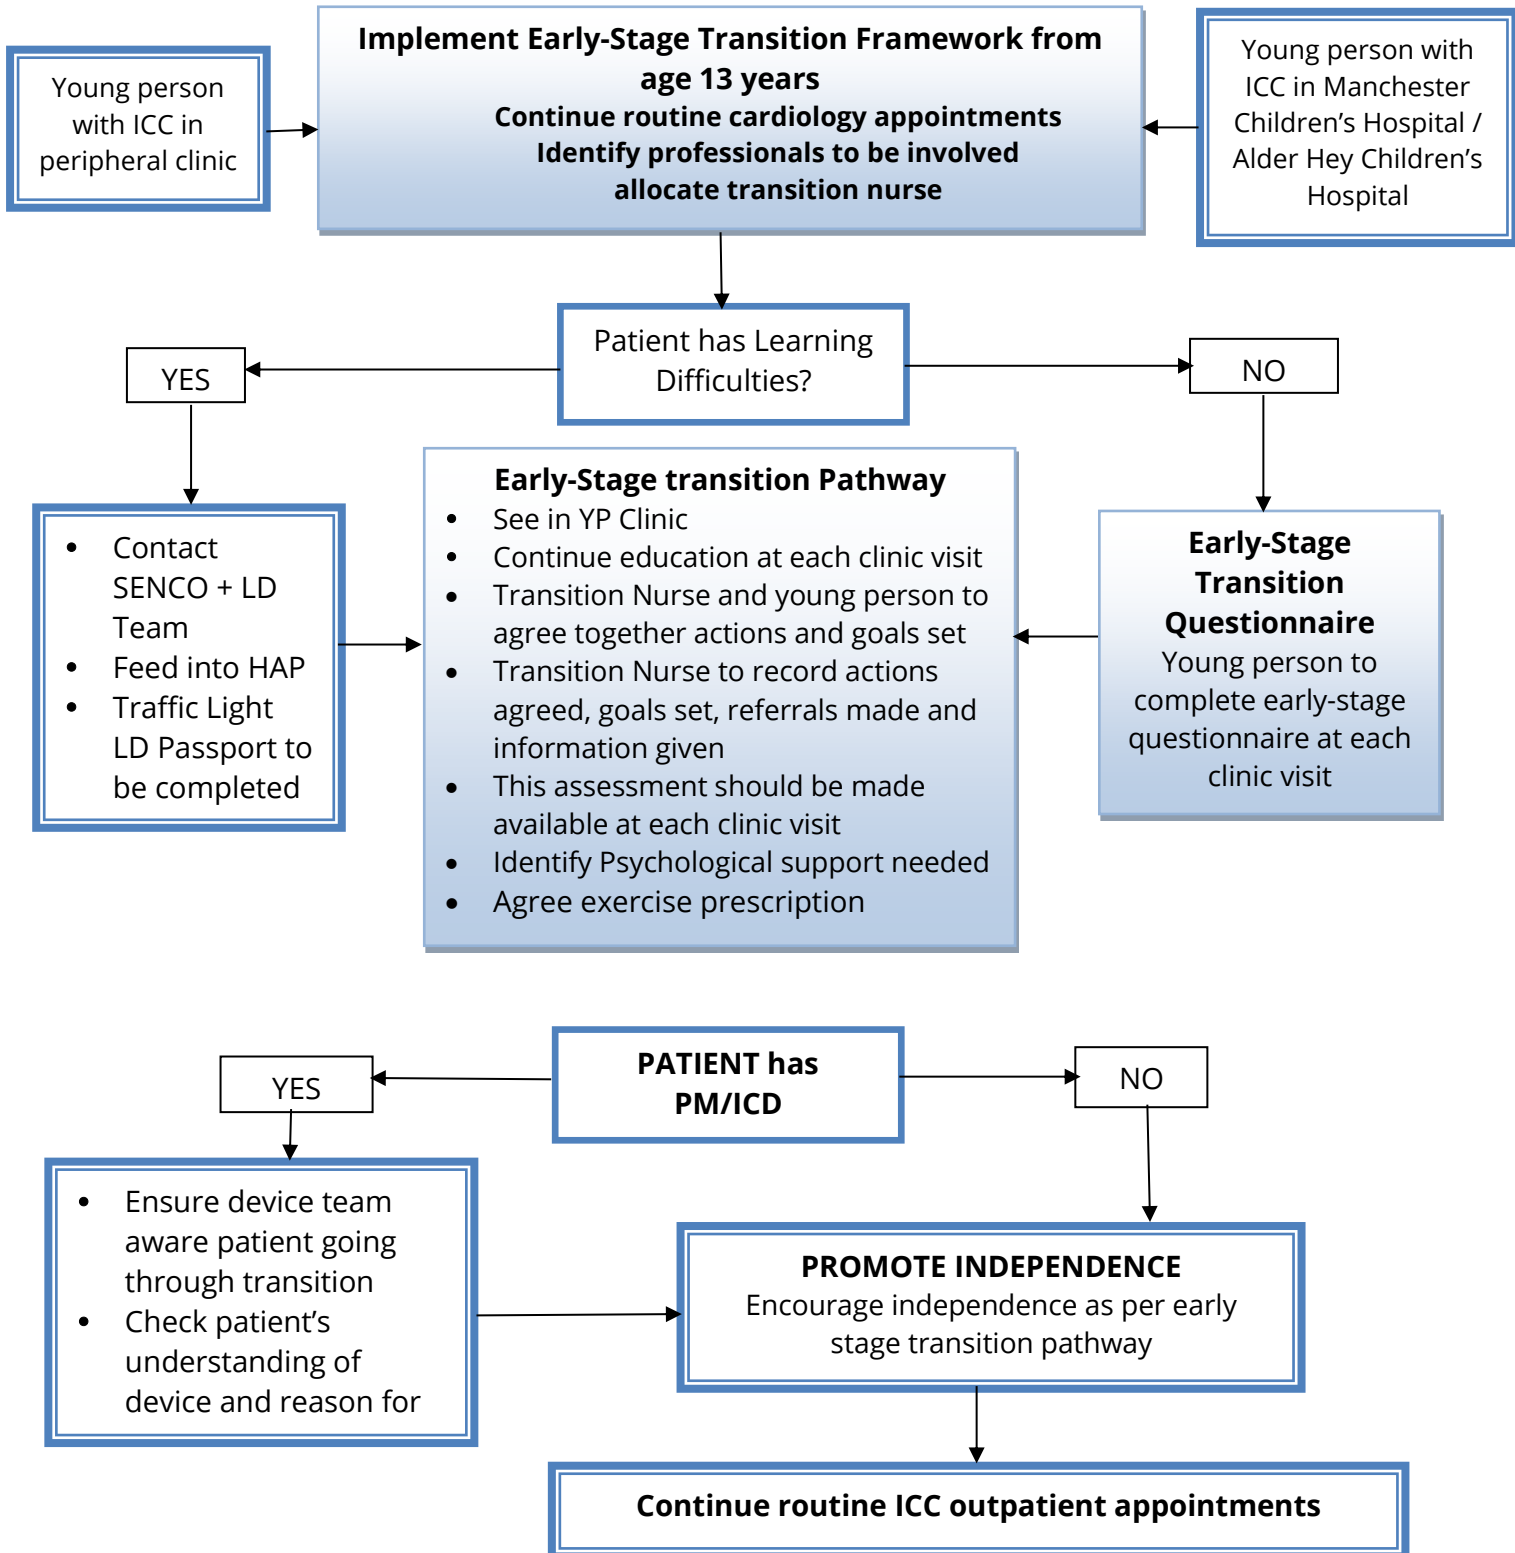 Implement Early-Stage Transition Framework from
age 13 years
Continue routine cardiology appointments
Identify professionals to be involved
allocate transition nurse
Young person
with ICC in
peripheral clinic
Young person with
ICC in Manchester
Children’s Hospital /
Alder Hey Children’s
Hospital
Patient has Learning
Difficulties?
YES
NO
• Contact
SENCO + LD
Team
• Feed into HAP
• Traffic Light
LD Passport to
be completed
Early-Stage transition Pathway
• See in YP Clinic
• Continue education at each clinic visit
• Transition Nurse and young person to
agree together actions and goals set
• Transition Nurse to record actions
agreed, goals set, referrals made and
information given
• This assessment should be made
available at each clinic visit
• Identify Psychological support needed
• Agree exercise prescription
Early-Stage
Transition
Questionnaire
Young person to
complete early-stage
questionnaire at each
clinic visit
PATIENT has
PM/ICD
YES
NO
• Ensure device team
aware patient going
through transition
• Check patient’s
understanding of
device and reason for
PROMOTE INDEPENDENCE
Encourage independence as per early
stage transition pathway
Continue routine ICC outpatient appointments